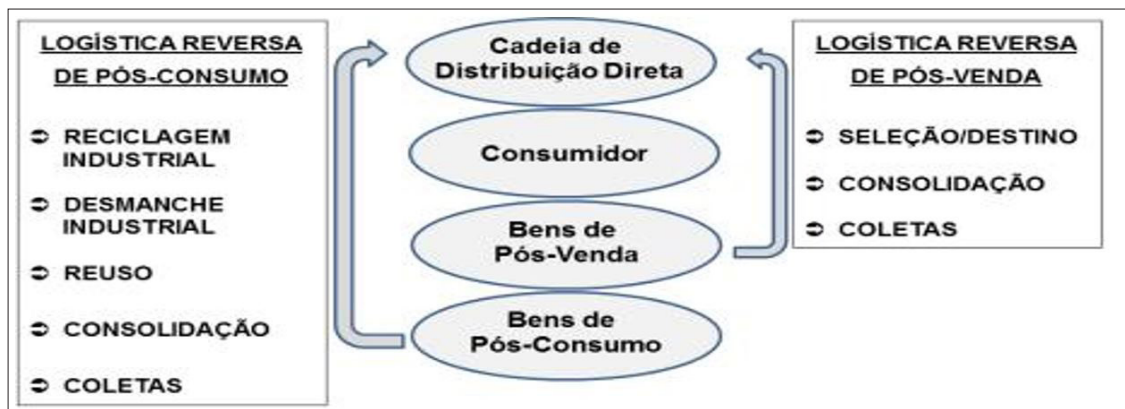 LOGÍSTICA REVERSA
DE PÓS-CONSUMO
➲ RECICLAGEM
INDUSTRIAL
➲ DESMANCHE
INDUSTRIAL
➲ REUSO
➲ CONSOLIDAÇÃO
➲ COLETAS
Cadeia de
Distribuição Direta
Consumidor
Bens de
Pós-Venda
Bens de
Pós-Consumo
LOGÍSTICA REVERSA
DE PÓS-VENDA
➲ SELEÇÃO/DESTINO
➲ CONSOLIDAÇÃO
➲ COLETAS